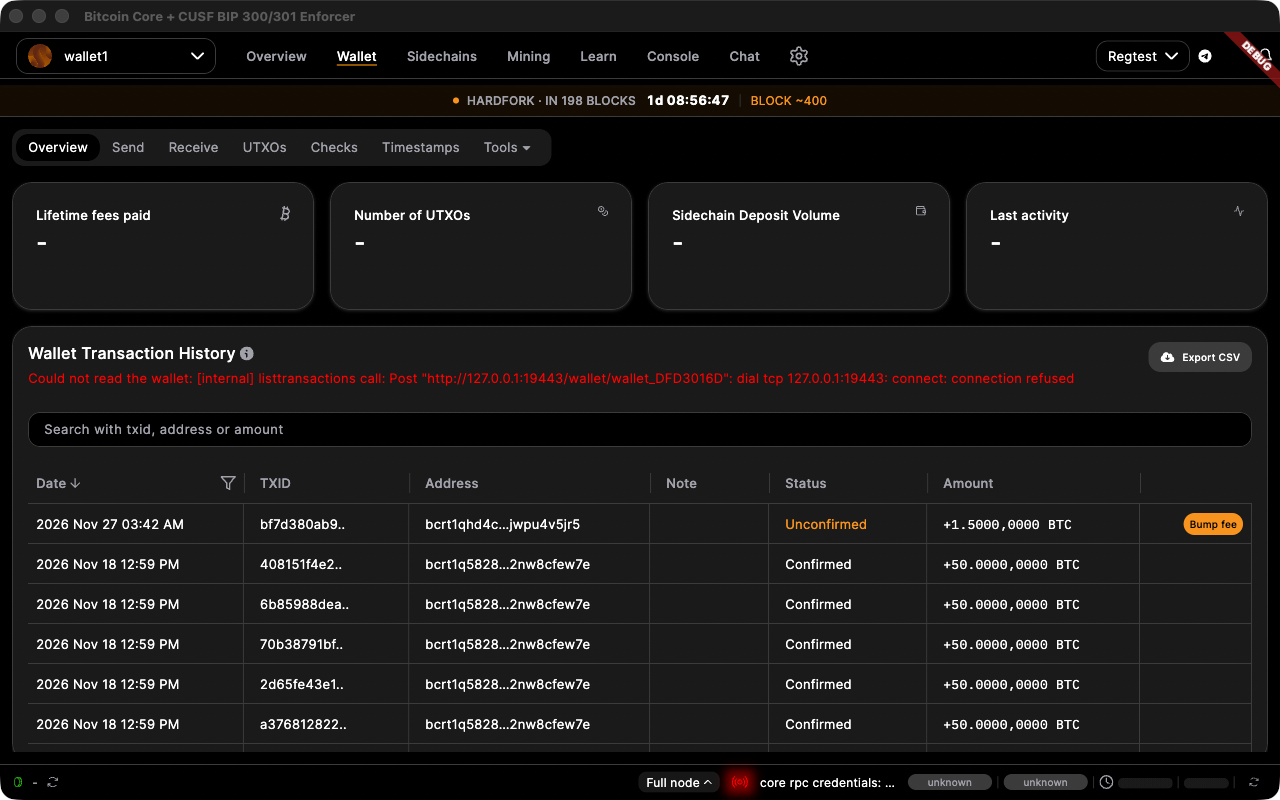 Bitcoin Core + CUSF BIP 300/301 Enforcer
wallet1 Overview Wallet Sidechains Mining Learn Console Chat Regtest DEBUG
HARDFORK · IN 198 BLOCKS 1d 08:56:47 BLOCK ~400
Overview Send Receive UTXOs Checks Timestamps Tools
Lifetime fees paid Number of UTXOs Sidechain Deposit Volume Last activity
- - - -
Wallet Transaction History Export CSV
Could not read the wallet: [internal] listtransactions call: Post "http://127.0.0.1:19443/wallet/wallet_DFD3016D": dial tcp 127.0.0.1:19443: connect: connection refused
Search with txid, address or amount
Date TXID Address Note Status Amount
2026 Nov 27 03:42 AM bf7d380ab9.. bcrt1qhd4c...jwpu4v5jr5 Unconfirmed +1.5000,0000 BTC Bump fee
2026 Nov 18 12:59 PM 408151f4e2.. bcrt1q5828...2nw8cfew7e Confirmed +50.0000,0000 BTC
2026 Nov 18 12:59 PM 6b85988dea.. bcrt1q5828...2nw8cfew7e Confirmed +50.0000,0000 BTC
2026 Nov 18 12:59 PM 70b38791bf.. bcrt1q5828...2nw8cfew7e Confirmed +50.0000,0000 BTC
2026 Nov 18 12:59 PM 2d65fe43e1.. bcrt1q5828...2nw8cfew7e Confirmed +50.0000,0000 BTC
2026 Nov 18 12:59 PM a376812822.. bcrt1q5828...2nw8cfew7e Confirmed +50.0000,0000 BTC
- Full node core rpc credentials: ... unknown unknown